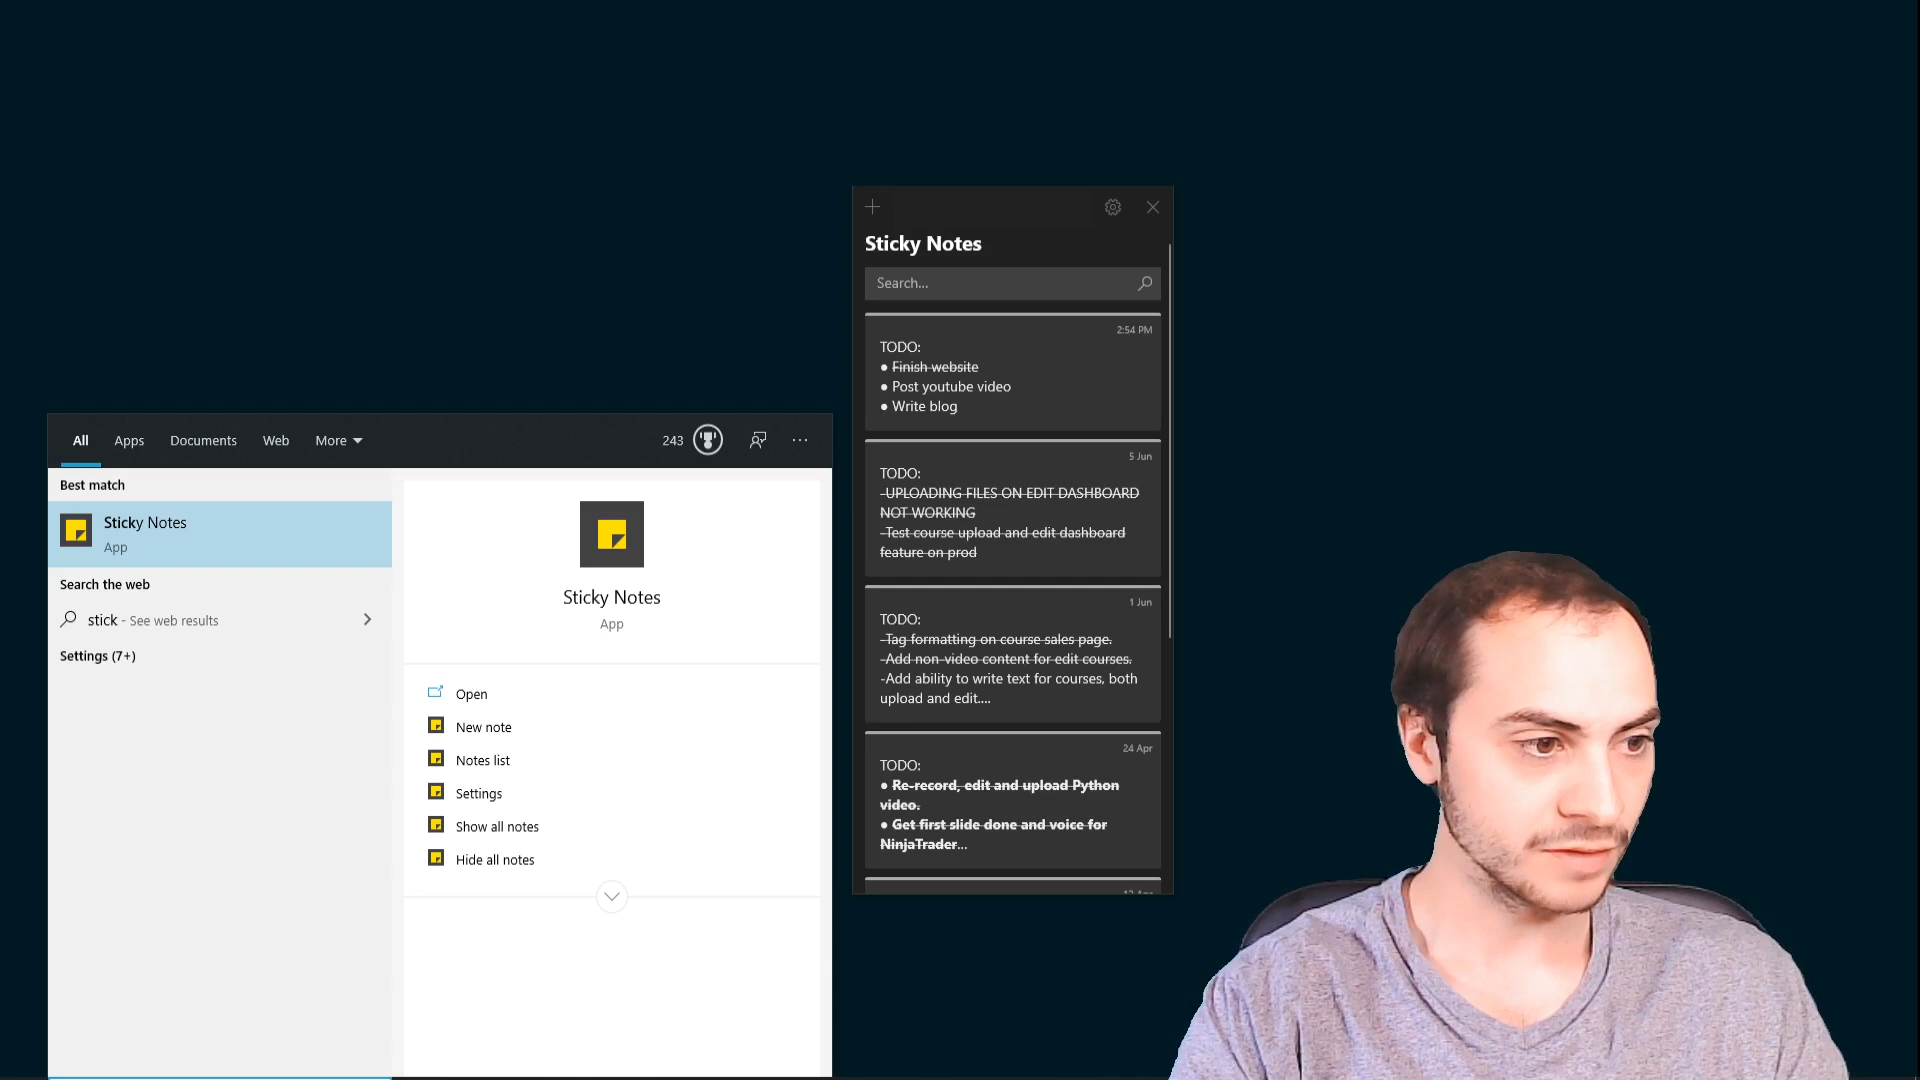 All Apps Documents Web More 243
Best match
Sticky Notes
App
Search the web
stick - See web results
Settings (7+)
Sticky Notes
App
Open
New note
Notes list
Settings
Show all notes
Hide all notes
Sticky Notes
Search...
2:54 PM
TODO:
● Finish website
● Post youtube video
● Write blog
5 Jun
TODO:
-UPLOADING FILES ON EDIT DASHBOARD
NOT WORKING
-Test course upload and edit dashboard
feature on prod
1 Jun
TODO:
-Tag formatting on course sales page.
-Add non-video content for edit courses.
-Add ability to write text for courses, both
upload and edit....
24 Apr
TODO:
● Re-record, edit and upload Python
video.
● Get first slide done and voice for
NinjaTrader...